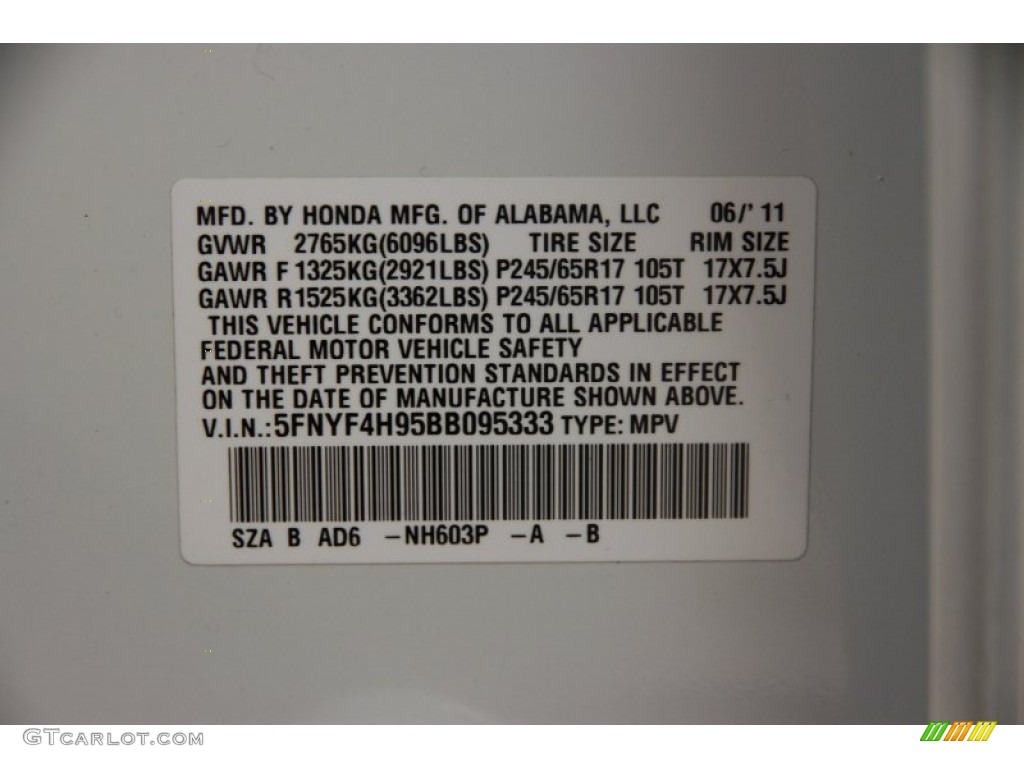 MFD. BY HONDA MFG. OF ALABAMA, LLC 06/' 11
GVWR 2765KG(6096LBS) TIRE SIZE RIM SIZE
GAWR F 1325KG(2921LBS) P245/65R17 105T 17X7.5J
GAWR R1525KG(3362LBS) P245/65R17 105T 17X7.5J
THIS VEHICLE CONFORMS TO ALL APPLICABLE
FEDERAL MOTOR VEHICLE SAFETY
AND THEFT PREVENTION STANDARDS IN EFFECT
ON THE DATE OF MANUFACTURE SHOWN ABOVE.
V.I.N.:5FNYF4H95BB095333 TYPE: MPV
SZA B AD6 -NH603P -A -B
GTCARLOT.COM